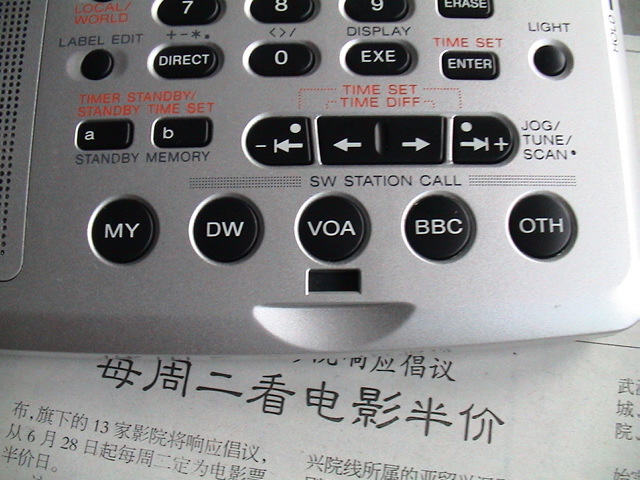 LOCAL/
WORLD
7
8
9
ERASE
HOLD
LABEL EDIT
+-*.
<>/
DISPLAY
LIGHT
DIRECT
0
EXE
TIME SET
ENTER
TIMER STANDBY/
STANDBY TIME SET
a
b
STANDBY MEMORY
TIME SET
TIME DIFF
-
+
JOG/
TUNE/
SCAN
SW STATION CALL
MY
DW
VOA
BBC
OTH
院响应倡议
每周二看电影半价
布,旗下的13家影院将响应倡议,
从6月28日起每周二定为电影票
半价日。
城
院